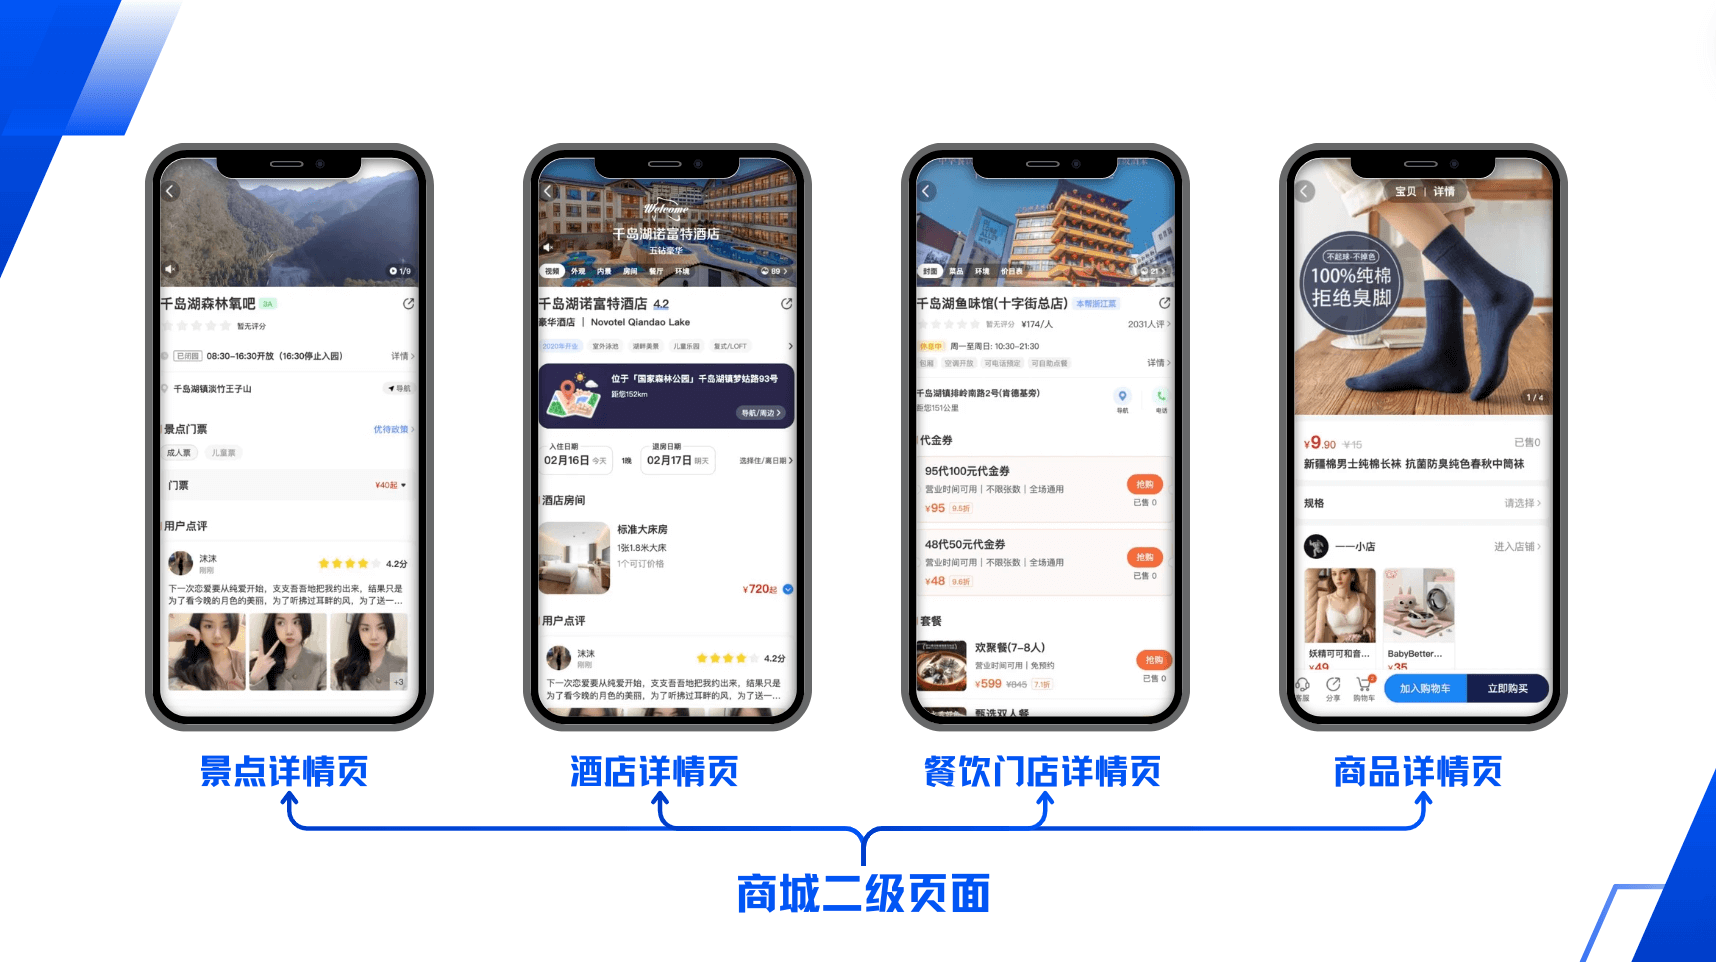 1/9
千岛湖森林氧吧 3A
暂无评分
已闭园 08:30-16:30开放（16:30停止入园） 详情
千岛湖镇淡竹王子山 导航
景点门票 优待政策
成人票 儿童票
门票 ¥40起
用户点评
沫沫
刚刚
4.2分
下一次恋爱要从纯爱开始，支支吾吾地把我约出来，结果只是
为了看今晚的月色的美丽，为了听拂过耳畔的风，为了送一...
+3
景点详情页
Welcome
千岛湖诺富特酒店
五钻豪华
视频 外观 内景 房间 餐厅 环境 89
千岛湖诺富特酒店 4.2
豪华酒店 | Novotel Qiandao Lake
2020年开业 室外泳池 湖畔美景 儿童乐园 复式/LOFT
位于「国家森林公园」千岛湖镇梦姑路93号
距您152km
导航/周边
入住日期 退房日期
02月16日 今天 1晚 02月17日 明天 选择住/离日期
酒店房间
标准大床房
1张1.8米大床
1个可订价格
¥720起
用户点评
沫沫
刚刚
4.2分
下一次恋爱要从纯爱开始，支支吾吾地把我约出来，结果只是
为了看今晚的月色的美丽，为了听拂过耳畔的风，为了送一...
酒店详情页
封面 菜品 环境 价目表 21
千岛湖鱼味馆(十字街总店) 本帮浙江菜
暂无评分 ¥174/人 2031人评
休息中 周一至周日: 10:30-21:30
包厢 空调开放 可电话预定 可自助点餐 详情
千岛湖镇排岭南路2号(肯德基旁)
距您151公里
导航 电话
代金券
95代100元代金券
营业时间可用 | 不限张数 | 全场通用
¥95 9.5折
抢购
已售 0
48代50元代金券
营业时间可用 | 不限张数 | 全场通用
¥48 9.6折
抢购
已售 0
套餐
欢聚餐(7-8人)
营业时间可用 | 免预约
¥599 ¥845 7.1折
抢购
已售 0
甄选双人餐
餐饮门店详情页
宝贝 | 详情
不起球·不掉色
100%纯棉
拒绝臭脚
1/4
¥9.90 ¥15 已售0
新疆棉男士纯棉长袜 抗菌防臭纯色春秋中筒袜
规格 请选择
一一小店 进入店铺
妖精可可和音... BabyBetter...
¥49 ¥35
客服 分享 购物车 加入购物车 立即购买
商品详情页
商城二级页面